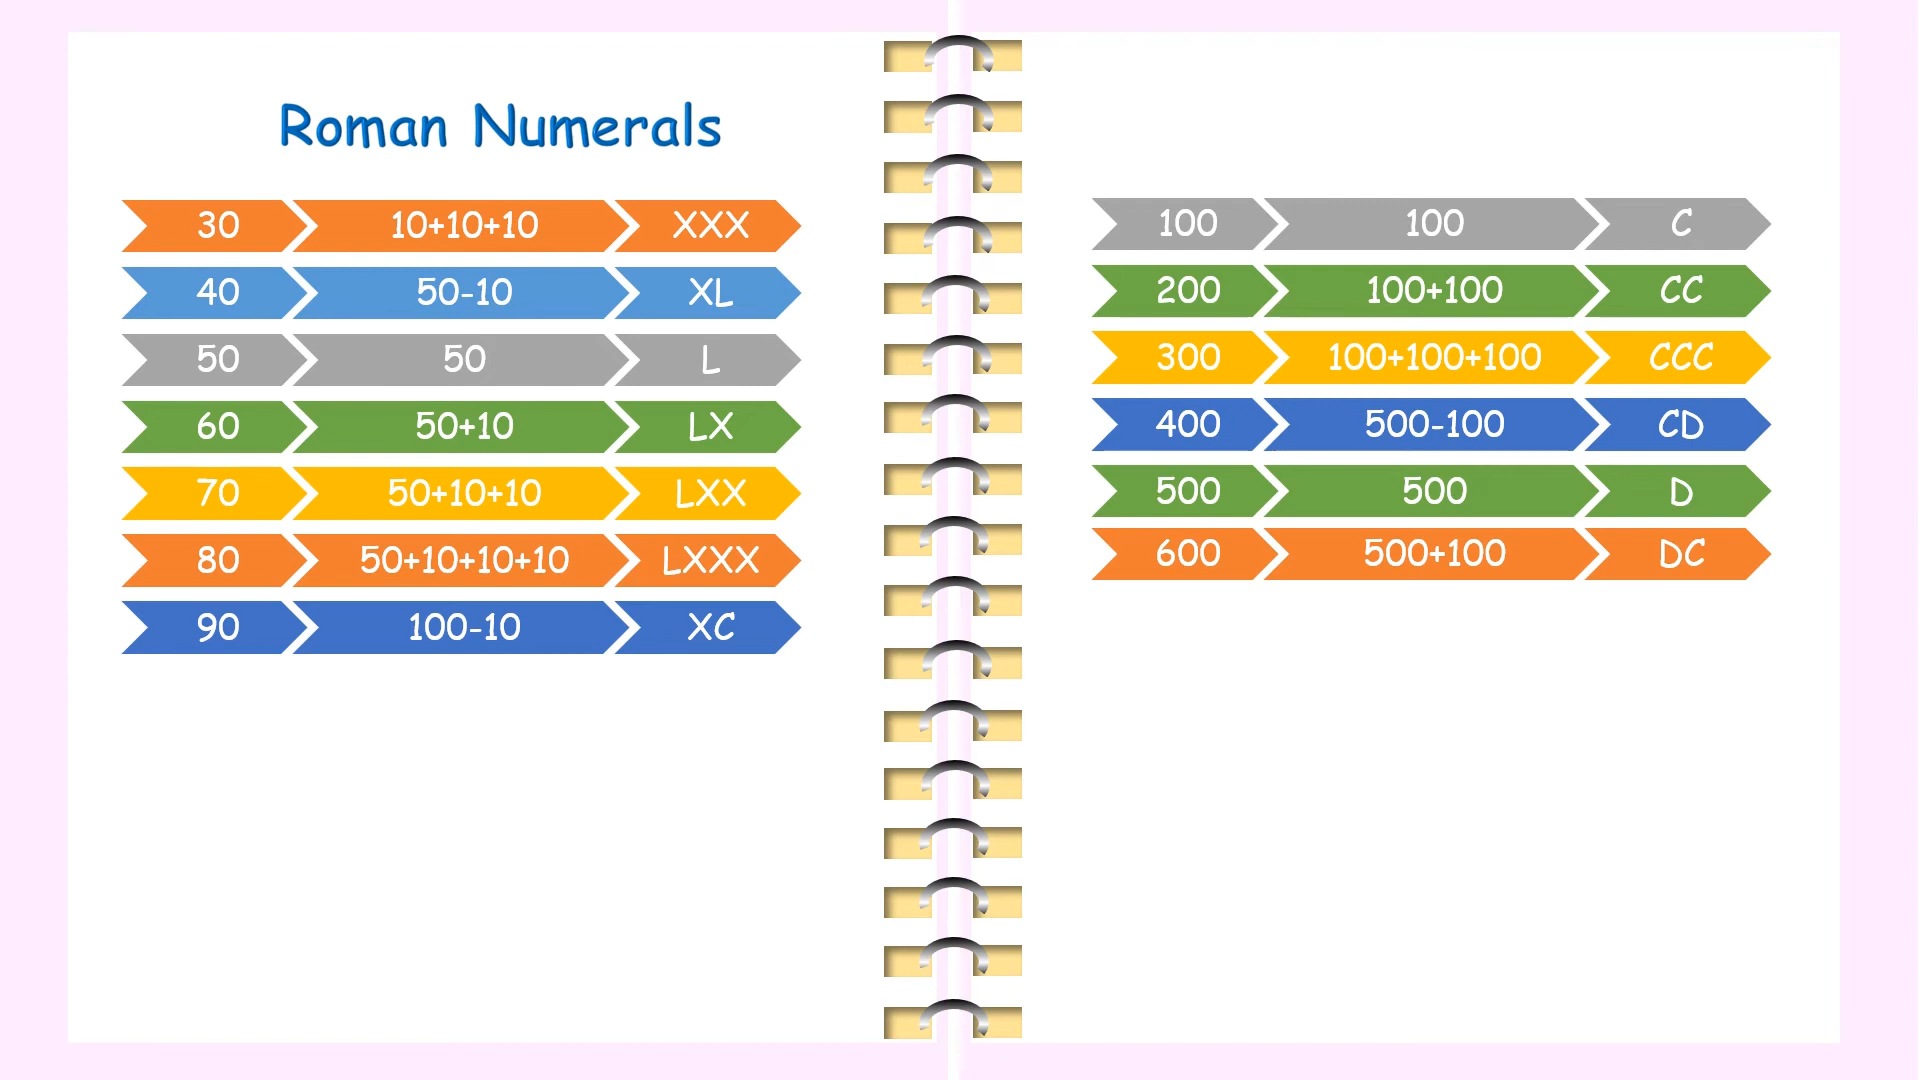 Roman Numerals
30 10+10+10 XXX
40 50-10 XL
50 50 L
60 50+10 LX
70 50+10+10 LXX
80 50+10+10+10 LXXX
90 100-10 XC
100 100 C
200 100+100 CC
300 100+100+100 CCC
400 500-100 CD
500 500 D
600 500+100 DC